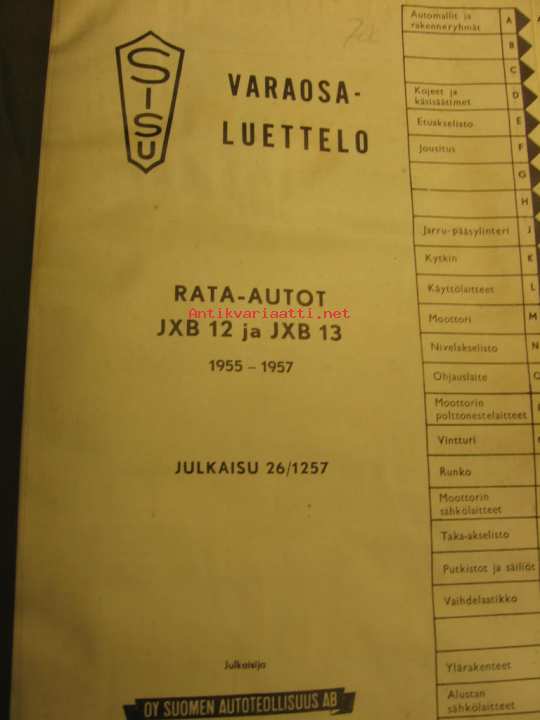 SISU
VARAOSA-
LUETTELO
RATA-AUTOT
Antikvariaatti.net
JXB 12 ja JXB 13
1955 – 1957
JULKAISU 26/1257
Julkaisija
OY SUOMEN AUTOTEOLLISUUS AB
Automallit ja
rakenneryhmät
A
B
C
Kojeet ja
käsisäätimet
D
Etuakselisto
E
Jousitus
F
G
H
Jarru-pääsylinteri
J
Kytkin
K
Käyttölaitteet
L
Moottori
M
Nivelakselisto
N
Ohjauslaite
Moottorin
polttonestelaitteet
Vintturi
Runko
Moottorin
sähkölaitteet
Taka-akselisto
Putkistot ja säiliöt
Vaihdelaatikko
Ylärakenteet
Alustan
sähkölaitteet